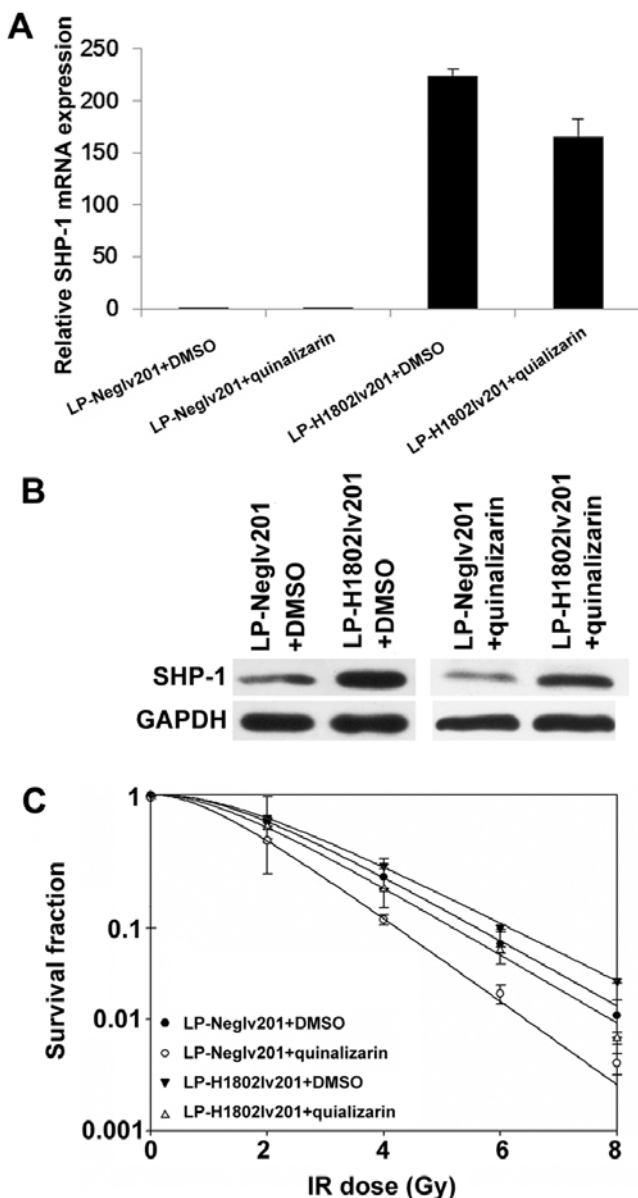 A
Relative SHP-1 mRNA expression
250
200
150
100
50
0
LP-Neglv201+DMSO
LP-Neglv201+quinalizarin
LP-H1802lv201+DMSO
LP-H1802lv201+quializarin
B
LP-Neglv201
+DMSO
LP-H1802lv201
+DMSO
LP-Neglv201
+quinalizarin
LP-H1802lv201
+quinalizarin
SHP-1
GAPDH
C
Survival fraction
1
0.1
0.01
0.001
LP-Neglv201+DMSO
LP-Neglv201+quinalizarin
LP-H1802lv201+DMSO
LP-H1802lv201+quializarin
0 2 4 6 8
IR dose (Gy)